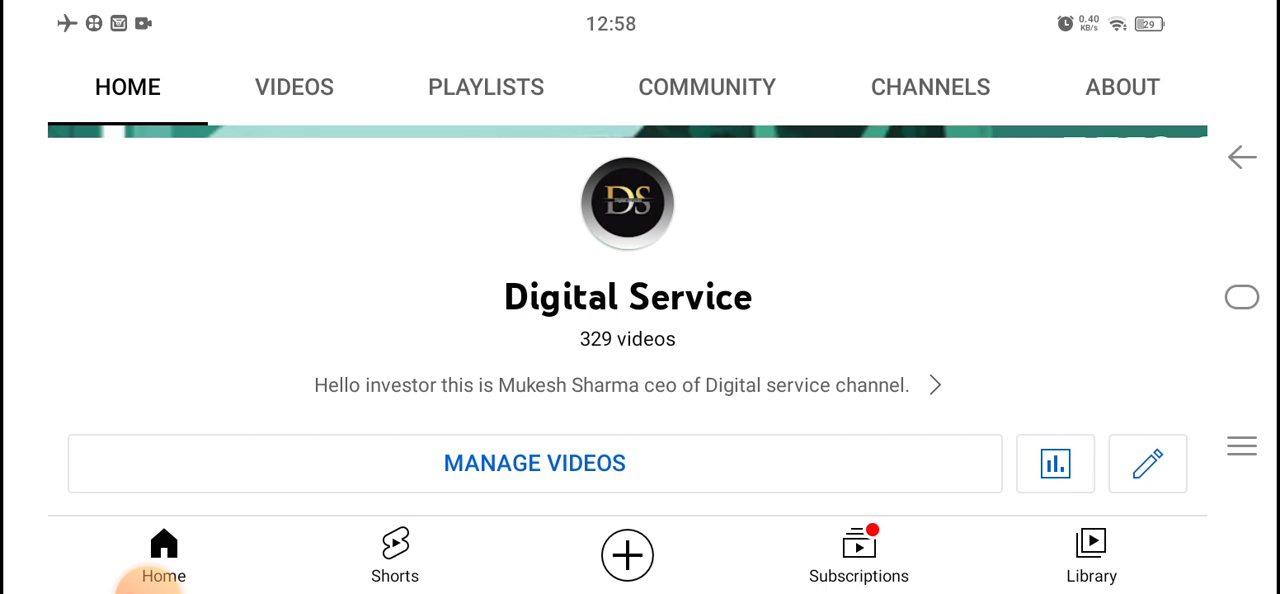 12:58
0.40
KB/s
29
HOME VIDEOS PLAYLISTS COMMUNITY CHANNELS ABOUT
DS
Digital Service
329 videos
Hello investor this is Mukesh Sharma ceo of Digital service channel.
MANAGE VIDEOS
Home Shorts Subscriptions Library